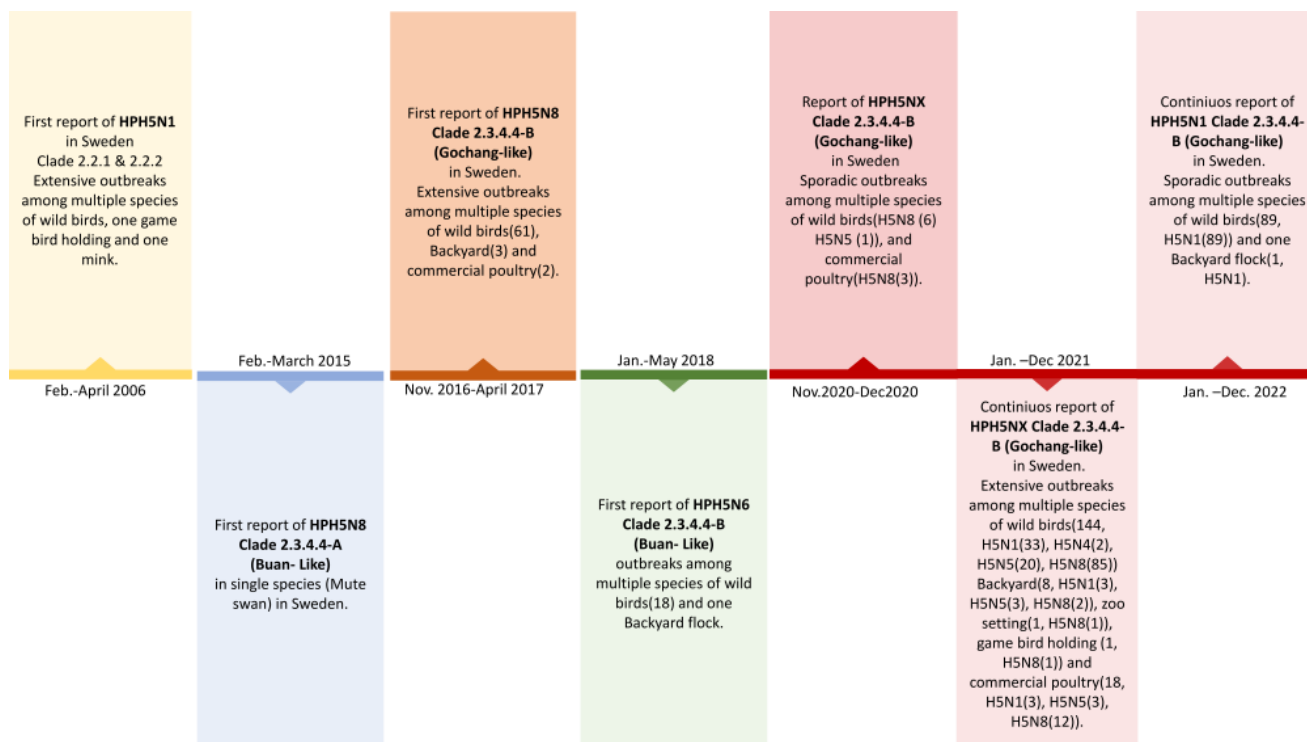 First report of HPH5N1
in Sweden
Clade 2.2.1 & 2.2.2
Extensive outbreaks
among multiple species
of wild birds, one game
bird holding and one
mink.
Feb.-April 2006
Feb.-March 2015
First report of HPH5N8
Clade 2.3.4.4-A
(Buan- Like)
in single species (Mute
swan) in Sweden.
First report of HPH5N8
Clade 2.3.4.4-B
(Gochang-like)
in Sweden.
Extensive outbreaks
among multiple species
of wild birds(61),
Backyard(3) and
commercial poultry(2).
Nov. 2016-April 2017
Jan.-May 2018
First report of HPH5N6
Clade 2.3.4.4-B
(Buan- Like)
outbreaks among
multiple species of wild
birds(18) and one
Backyard flock.
Report of HPH5NX
Clade 2.3.4.4-B
(Gochang-like)
in Sweden
Sporadic outbreaks
among multiple species
of wild birds(H5N8 (6)
H5N5 (1)), and
commercial
poultry(H5N8(3)).
Nov.2020-Dec2020
Jan. –Dec 2021
Continiuos report of
HPH5NX Clade 2.3.4.4-
B (Gochang-like)
in Sweden.
Extensive outbreaks
among multiple species
of wild birds(144,
H5N1(33), H5N4(2),
H5N5(20), H5N8(85))
Backyard(8, H5N1(3),
H5N5(3), H5N8(2)), zoo
setting(1, H5N8(1)),
game bird holding (1,
H5N8(1)) and
commercial poultry(18,
H5N1(3), H5N5(3),
H5N8(12)).
Continiuos report of
HPH5N1 Clade 2.3.4.4-
B (Gochang-like)
in Sweden.
Sporadic outbreaks
among multiple species
of wild birds(89,
H5N1(89)) and one
Backyard flock(1,
H5N1).
Jan. –Dec. 2022